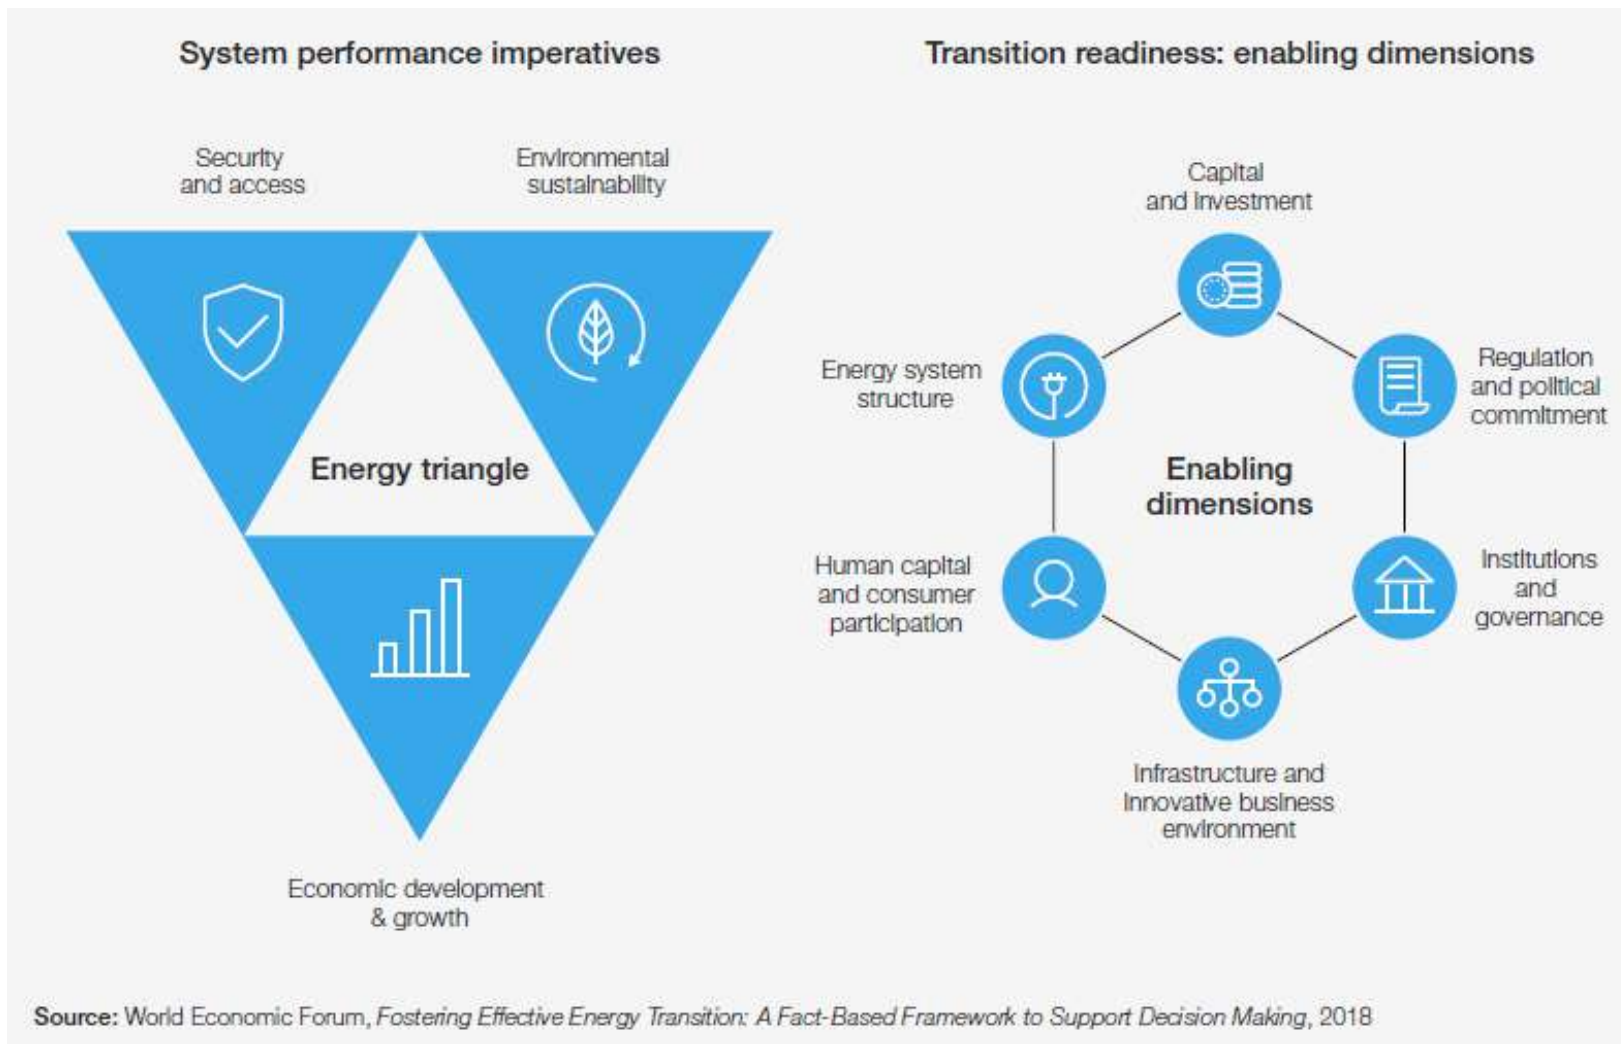 System performance imperatives
Security
and access
Environmental
sustainability
Energy triangle
Economic development
& growth
Transition readiness: enabling dimensions
Capital
and investment
Regulation
and political
commitment
Institutions
and
governance
Infrastructure and
innovative business
environment
Human capital
and consumer
participation
Energy system
structure
Enabling
dimensions
Source: World Economic Forum, Fostering Effective Energy Transition: A Fact-Based Framework to Support Decision Making, 2018